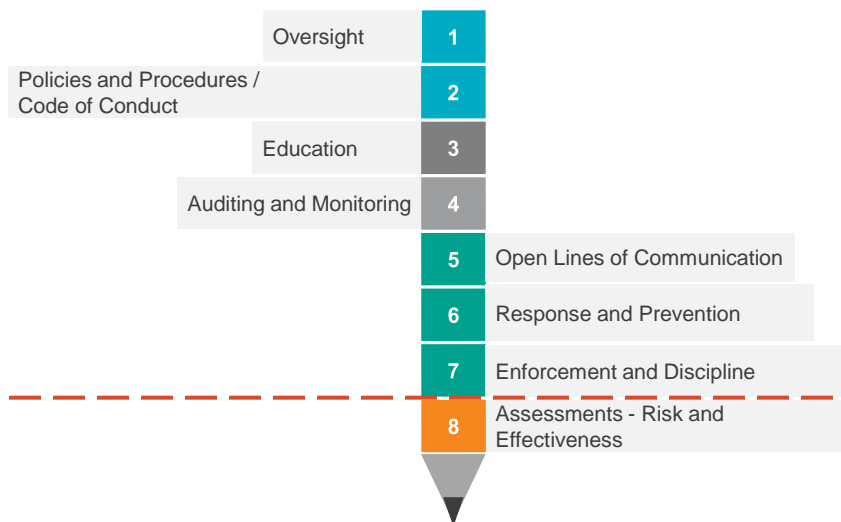 Oversight 1
Policies and Procedures /
Code of Conduct 2
Education 3
Auditing and Monitoring 4
5 Open Lines of Communication
6 Response and Prevention
7 Enforcement and Discipline
8 Assessments - Risk and
Effectiveness